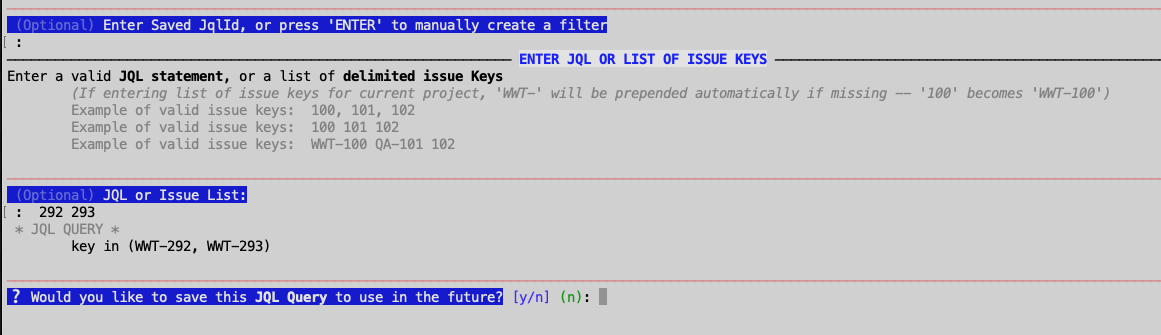 (Optional) Enter Saved JqlId, or press 'ENTER' to manually create a filter
[ :
ENTER JQL OR LIST OF ISSUE KEYS
Enter a valid JQL statement, or a list of delimited issue Keys
(If entering list of issue keys for current project, 'WWT-' will be prepended automatically if missing -- '100' becomes 'WWT-100')
Example of valid issue keys:  100, 101, 102
Example of valid issue keys:  100 101 102
Example of valid issue keys:  WWT-100 QA-101 102
(Optional) JQL or Issue List:
[ :  292 293
* JQL QUERY *
key in (WWT-292, WWT-293)
? Would you like to save this JQL Query to use in the future? [y/n] (n):